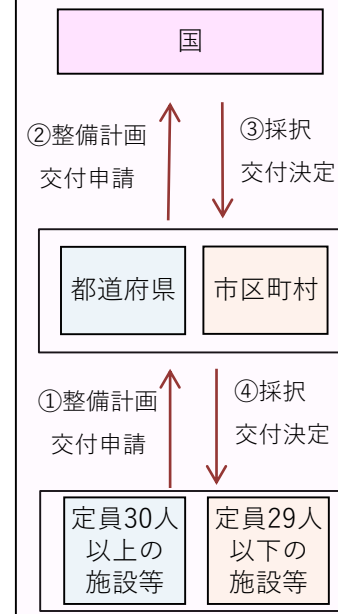 国
②整備計画
交付申請
③採択
交付決定
都道府県
市区町村
①整備計画
交付申請
④採択
交付決定
定員30人
以上の
施設等
定員29人
以下の
施設等